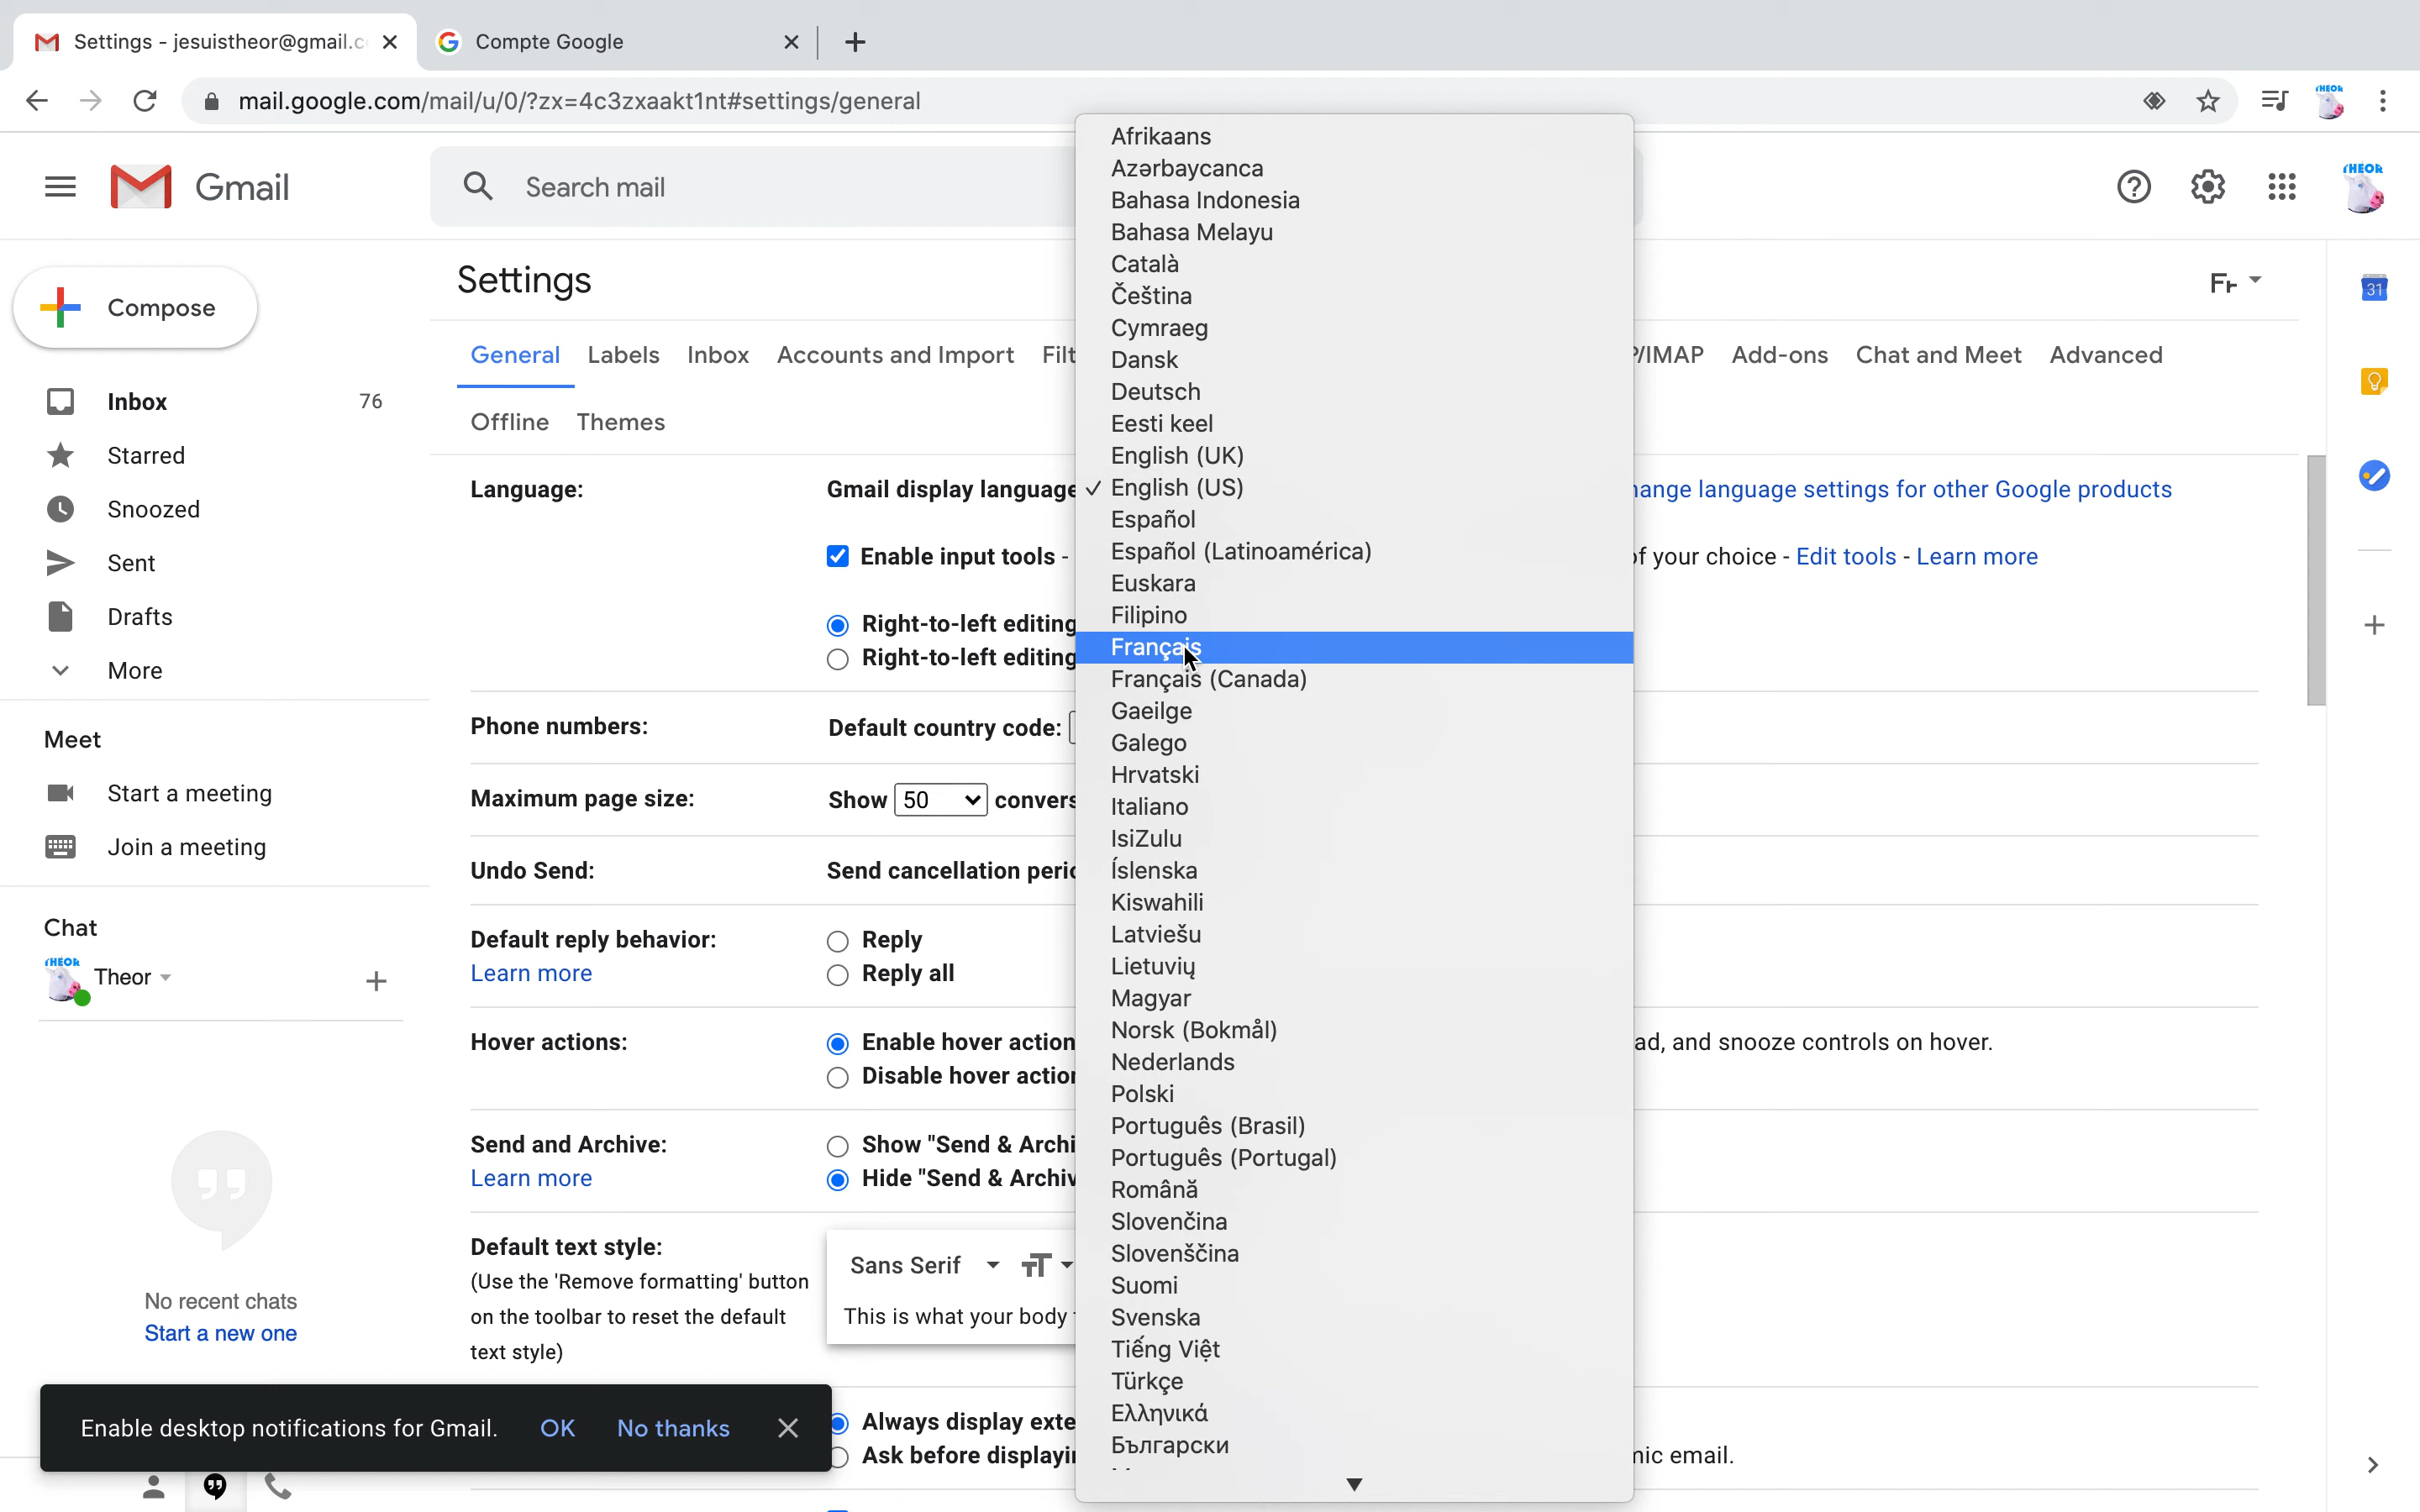 Settings - jesuistheor@gmail.c
Compte Google
mail.google.com/mail/u/0/?zx=4c3zxaakt1nt#settings/general
Gmail
Search mail
Compose
Inbox 76
Starred
Snoozed
Sent
Drafts
More
Meet
Start a meeting
Join a meeting
Chat
Theor
No recent chats
Start a new one
Enable desktop notifications for Gmail. OK No thanks
Settings
General Labels Inbox Accounts and Import Filt P/IMAP Add-ons Chat and Meet Advanced
Offline Themes
Language: Gmail display language hange language settings for other Google products
Enable input tools - of your choice - Edit tools - Learn more
Right-to-left editing
Right-to-left editing
Phone numbers: Default country code:
Maximum page size: Show 50 convers
Undo Send: Send cancellation peric
Default reply behavior: Reply
Learn more Reply all
Hover actions: Enable hover action ad, and snooze controls on hover.
Disable hover action
Send and Archive: Show "Send & Archi
Learn more Hide "Send & Archiv
Default text style:
(Use the 'Remove formatting' button
on the toolbar to reset the default
text style)
Sans Serif
This is what your body
Always display exte
Ask before displayin mic email.
Afrikaans
Azərbaycanca
Bahasa Indonesia
Bahasa Melayu
Català
Čeština
Cymraeg
Dansk
Deutsch
Eesti keel
English (UK)
✓ English (US)
Español
Español (Latinoamérica)
Euskara
Filipino
Français
Français (Canada)
Gaeilge
Galego
Hrvatski
Italiano
IsiZulu
Íslenska
Kiswahili
Latviešu
Lietuvių
Magyar
Norsk (Bokmål)
Nederlands
Polski
Português (Brasil)
Português (Portugal)
Română
Slovenčina
Slovenščina
Suomi
Svenska
Tiếng Việt
Türkçe
Ελληνικά
Български
THEOR
THEOR
THEOR
31